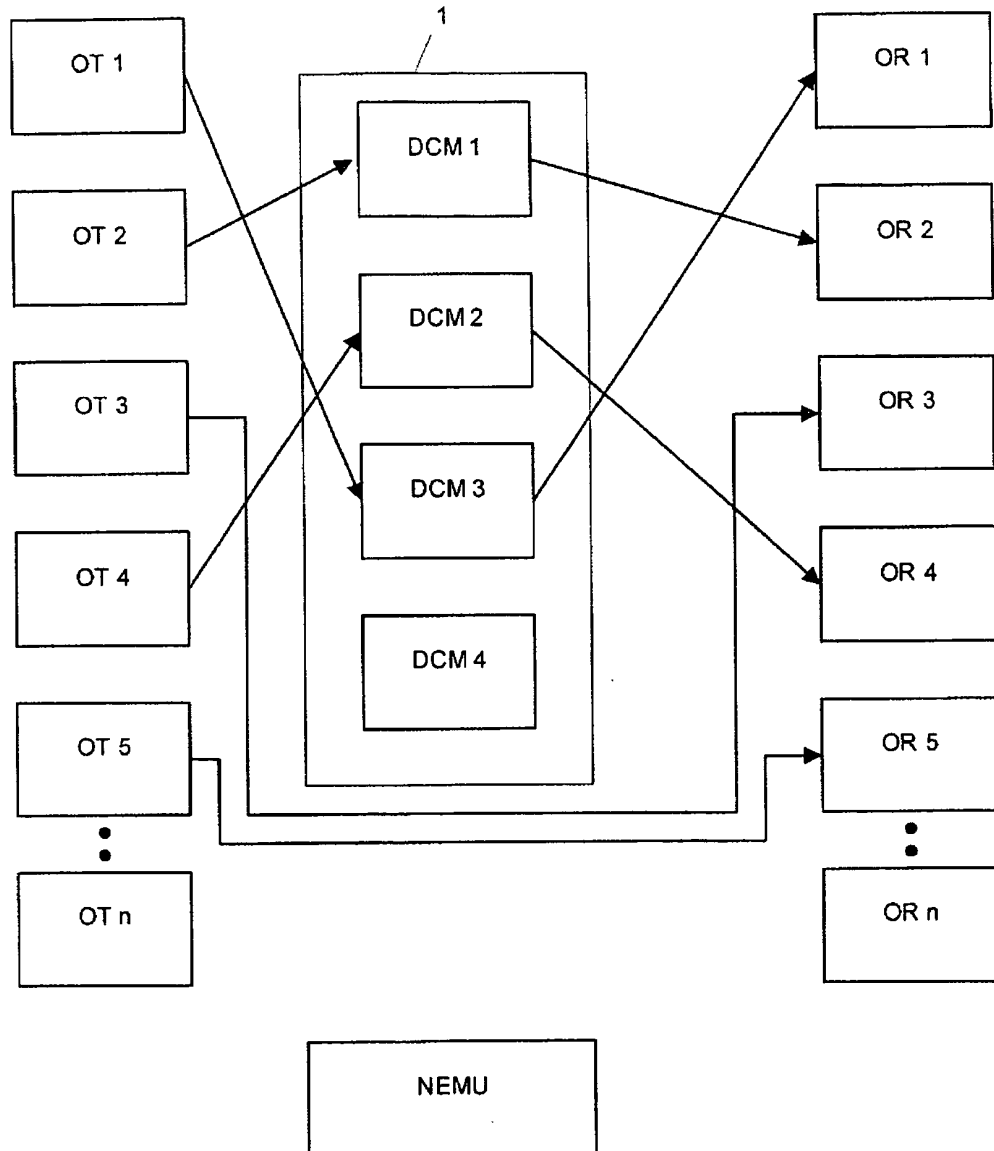 1
OT 1
DCM 1
OR 1
OT 2
OR 2
DCM 2
OT 3
OR 3
DCM 3
OT 4
OR 4
DCM 4
OT 5
OR 5
OT n
OR n
NEMU